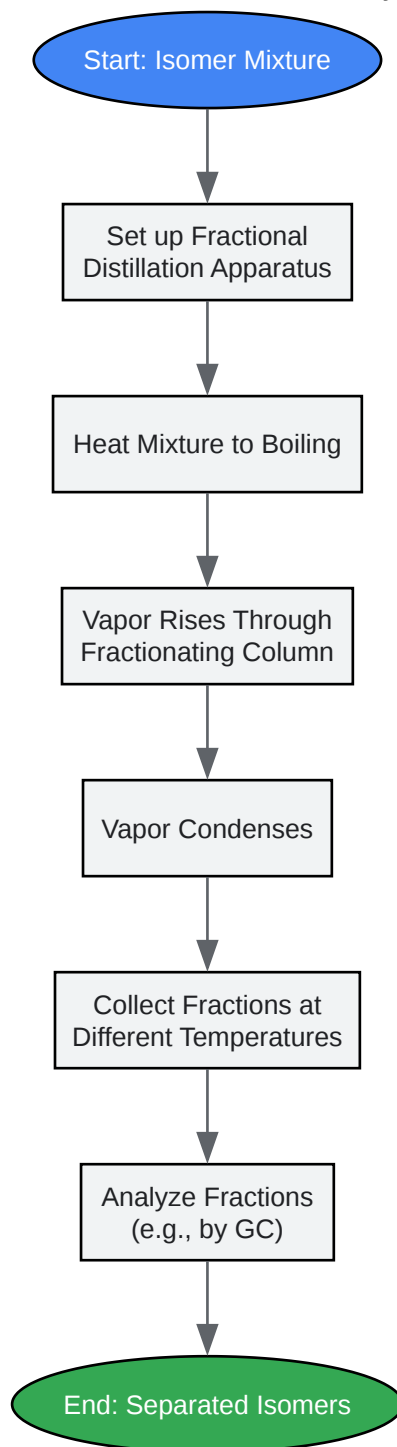 Start: Isomer Mixture
Set up Fractional
Distillation Apparatus
Heat Mixture to Boiling
Vapor Rises Through
Fractionating Column
Vapor Condenses
Collect Fractions at
Different Temperatures
Analyze Fractions
(e.g., by GC)
End: Separated Isomers